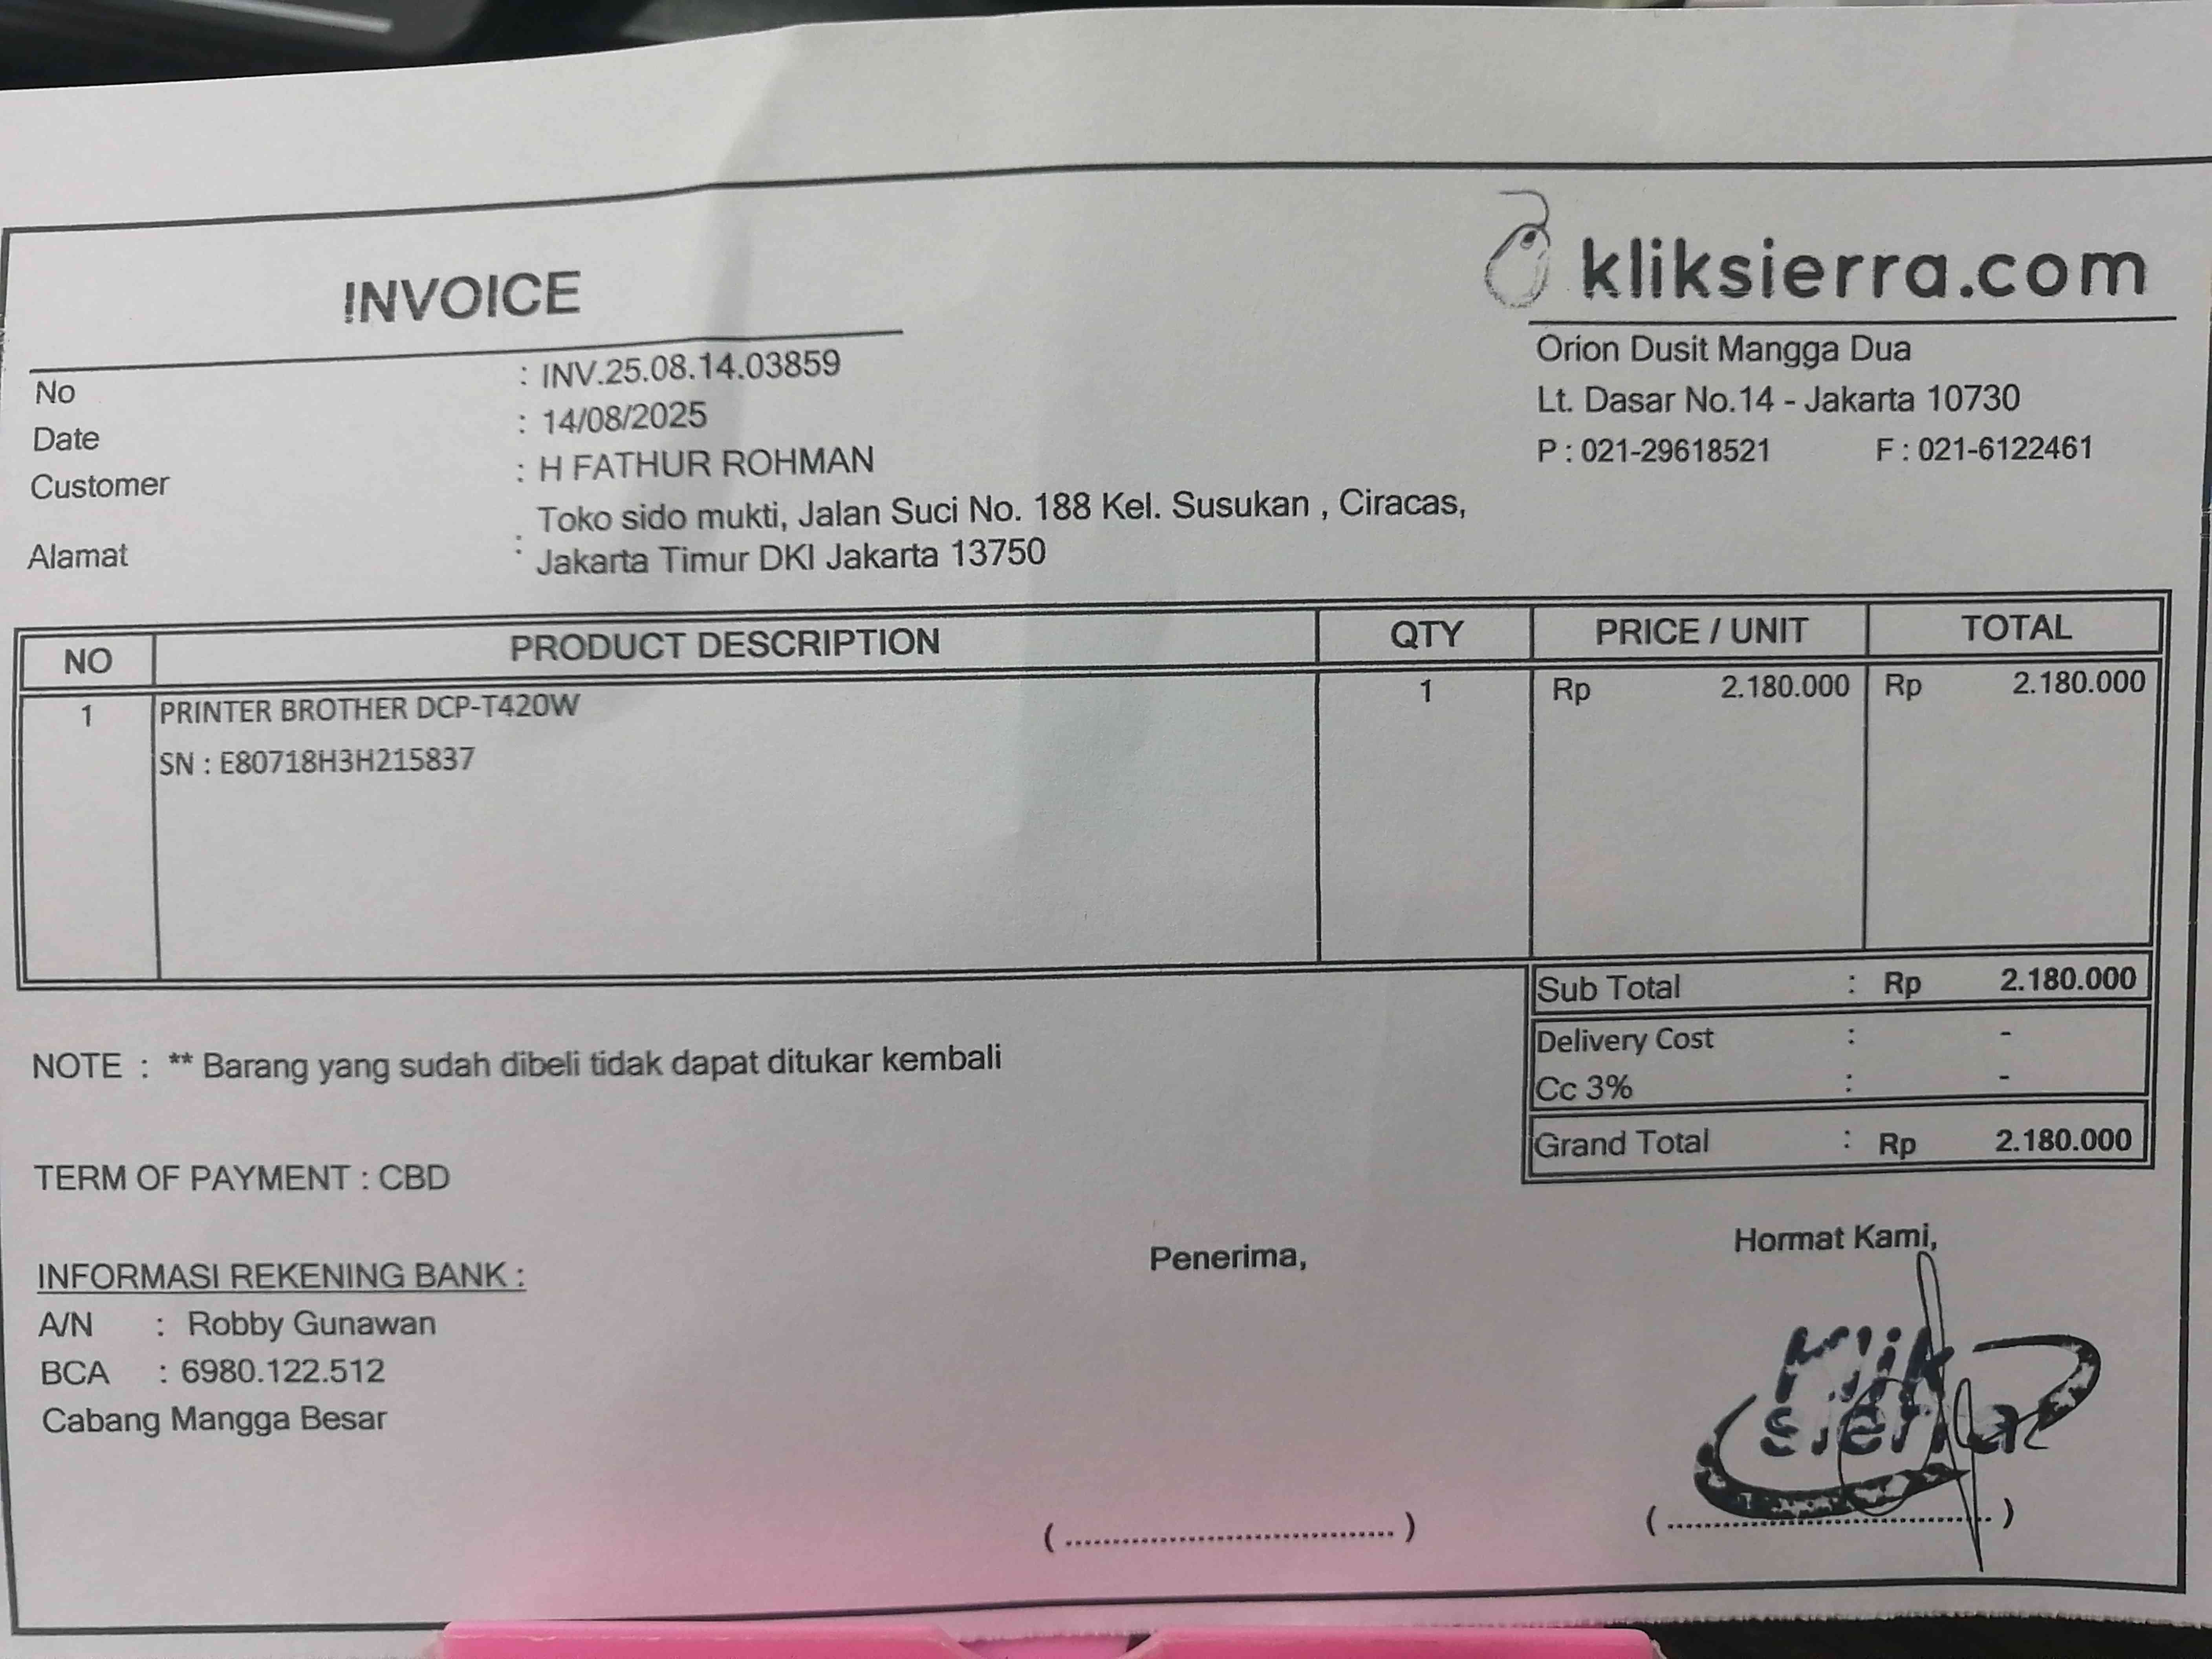 INVOICE
kliksierra.com
Orion Dusit Mangga Dua
Lt. Dasar No.14 - Jakarta 10730
P : 021-29618521 F : 021-6122461
No : INV.25.08.14.03859
Date : 14/08/2025
Customer : H FATHUR ROHMAN
Alamat : Toko sido mukti, Jalan Suci No. 188 Kel. Susukan , Ciracas,
Jakarta Timur DKI Jakarta 13750
NO PRODUCT DESCRIPTION QTY PRICE / UNIT TOTAL
1 PRINTER BROTHER DCP-T420W 1 Rp 2.180.000 Rp 2.180.000
SN : E80718H3H215837
Sub Total : Rp 2.180.000
Delivery Cost : -
Cc 3% : -
Grand Total : Rp 2.180.000
NOTE : ** Barang yang sudah dibeli tidak dapat ditukar kembali
TERM OF PAYMENT : CBD
INFORMASI REKENING BANK :
A/N : Robby Gunawan
BCA : 6980.122.512
Cabang Mangga Besar
Penerima,
(..............................)
Hormat Kami,
Klik
sierra
(..............................)